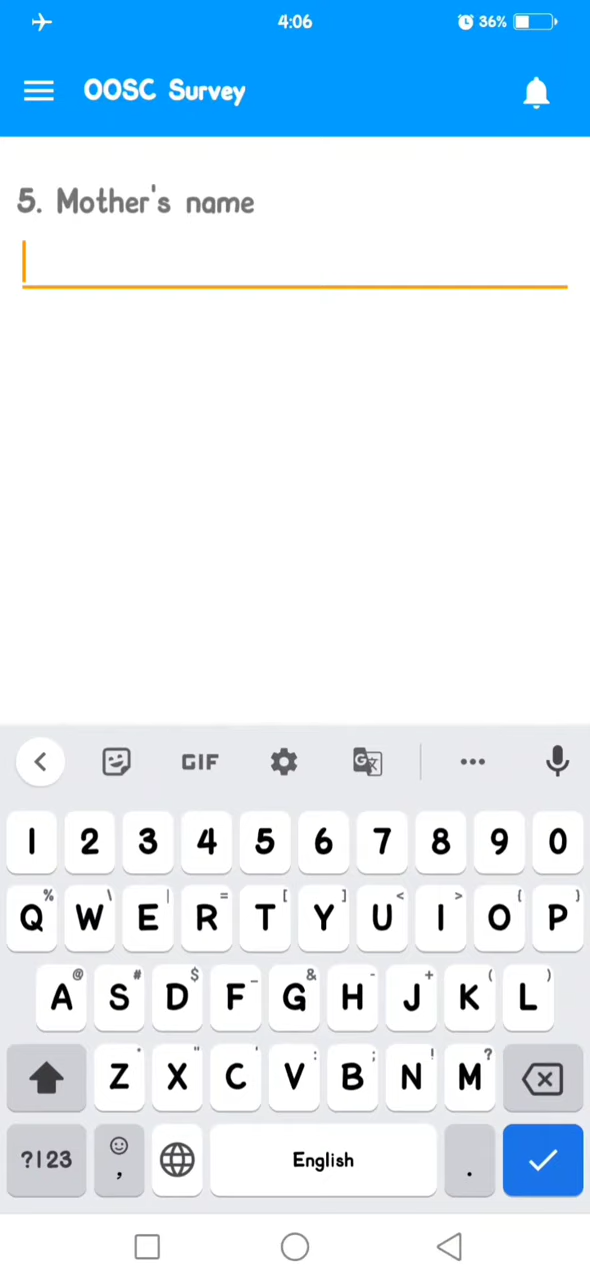 4:06 36%
OOSC Survey
5. Mother's name
GIF
1 2 3 4 5 6 7 8 9 0
% \ | = [ ] < > { }
Q W E R T Y U I O P
@ # $ _ & - + ( )
A S D F G H J K L
* " ' : ; ! ?
Z X C V B N M
?123 , English .